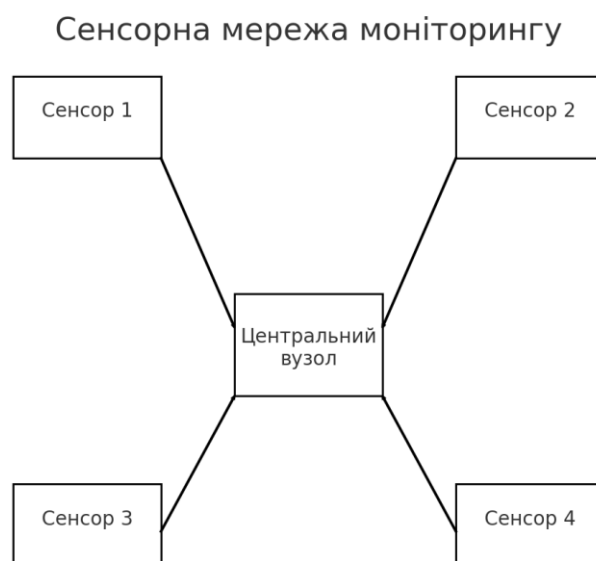 Сенсорна мережа моніторингу
Сенсор 1
Сенсор 2
Центральний
вузол
Сенсор 3
Сенсор 4